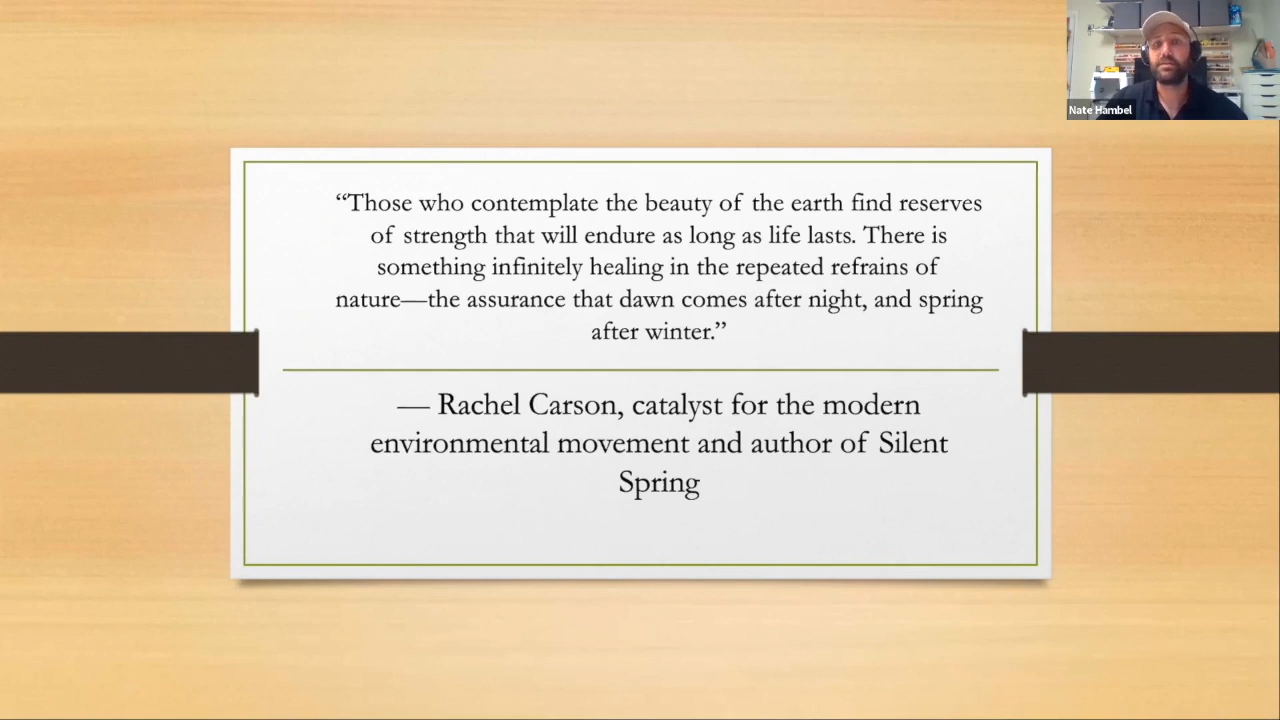 Nate Hambel
“Those who contemplate the beauty of the earth find reserves
of strength that will endure as long as life lasts. There is
something infinitely healing in the repeated refrains of
nature—the assurance that dawn comes after night, and spring
after winter.”
— Rachel Carson, catalyst for the modern
environmental movement and author of Silent
Spring